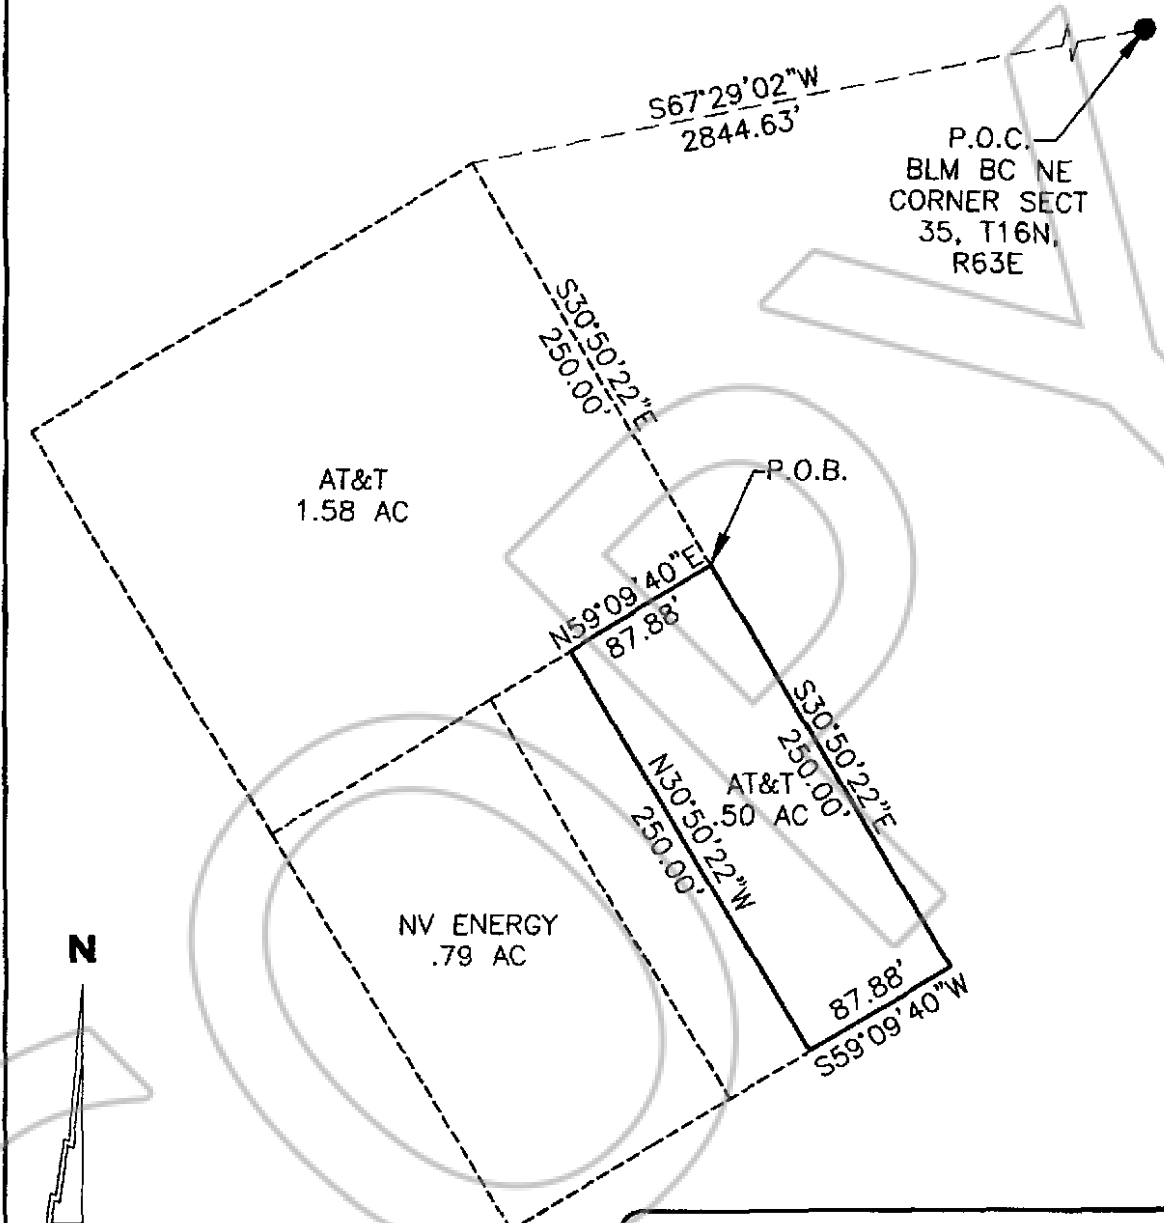 S67°29'02"W
2844.63'
P.O.C.
BLM BC NE
CORNER SECT
35, T16N,
R63E
S30°50'22"E
250.00'
AT&T
1.58 AC
P.O.B.
N59°09'40"E
87.88'
S30°50'22"E
250.00'
AT&T
.50 AC
N30°50'22"W
250.00'
NV ENERGY
.79 AC
87.88'
S59°09'40"W
N
COPY